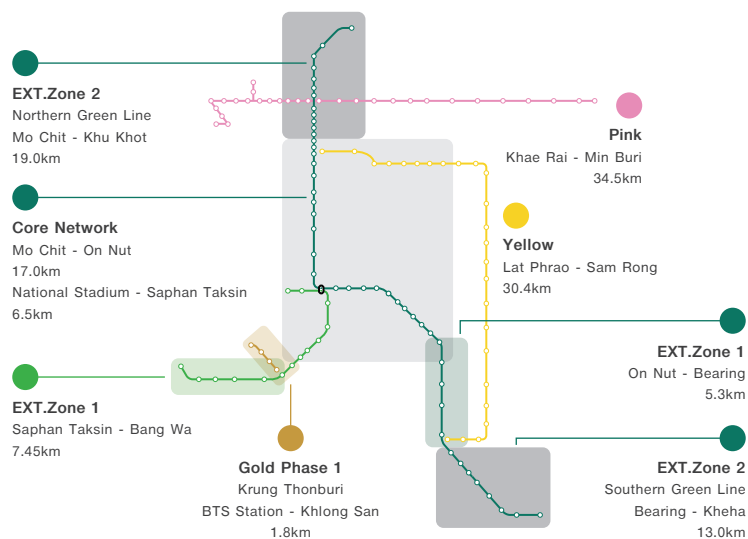 EXT.Zone 2
Northern Green Line
Mo Chit - Khu Khot
19.0km
Pink
Khae Rai - Min Buri
34.5km
Core Network
Mo Chit - On Nut
17.0km
National Stadium - Saphan Taksin
6.5km
Yellow
Lat Phrao - Sam Rong
30.4km
EXT.Zone 1
On Nut - Bearing
5.3km
EXT.Zone 1
Saphan Taksin - Bang Wa
7.45km
Gold Phase 1
Krung Thonburi
BTS Station - Khlong San
1.8km
EXT.Zone 2
Southern Green Line
Bearing - Kheha
13.0km